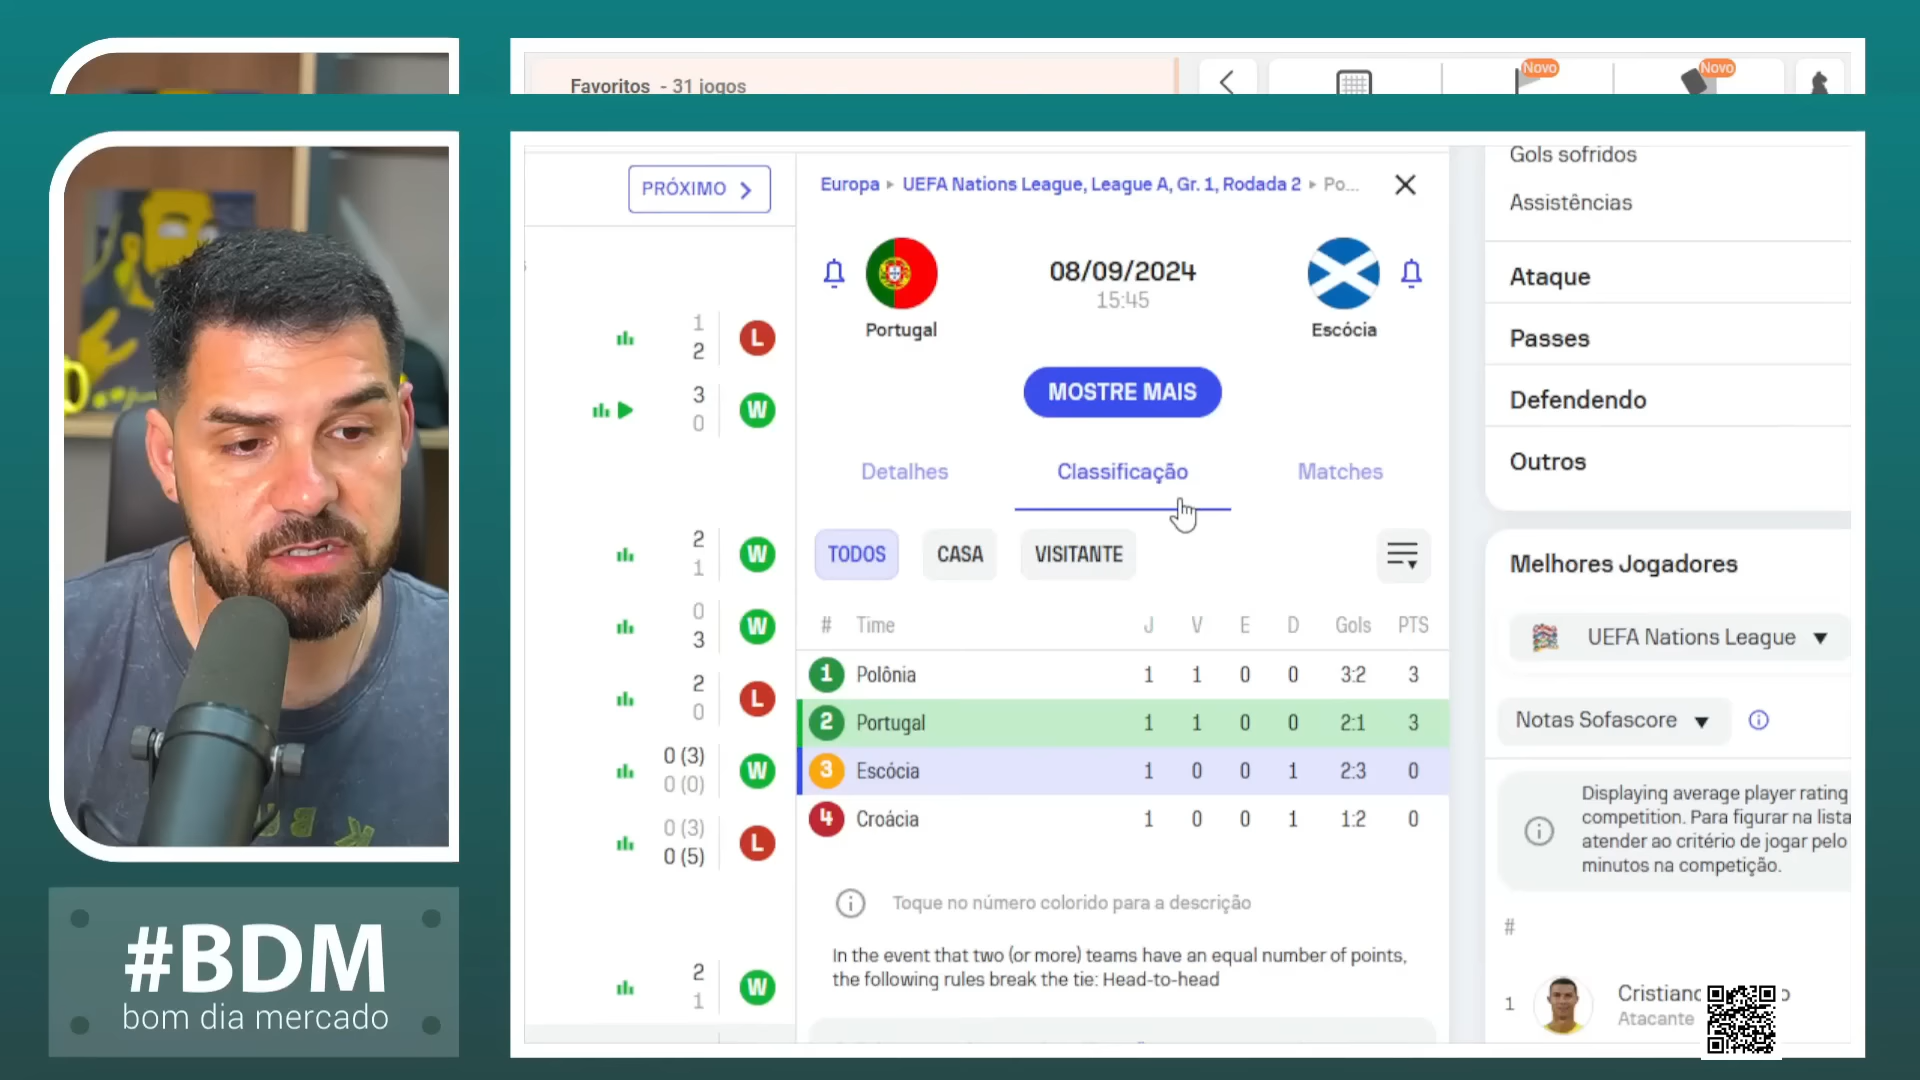 Favoritos - 31 jogos
Novo
Novo
PRÓXIMO
Europa ▸ UEFA Nations League, League A, Gr. 1, Rodada 2 ▸ Po...
Portugal
08/09/2024
15:45
Escócia
MOSTRE MAIS
Detalhes
Classificação
Matches
TODOS
CASA
VISITANTE
# Time J V E D Gols PTS
1 Polônia 1 1 0 0 3:2 3
2 Portugal 1 1 0 0 2:1 3
3 Escócia 1 0 0 1 2:3 0
4 Croácia 1 0 0 1 1:2 0
Toque no número colorido para a descrição
In the event that two (or more) teams have an equal number of points,
the following rules break the tie: Head-to-head
1
2
L
3
0
W
2
1
W
0
3
W
2
0
L
0 (3)
0 (0)
W
0 (3)
0 (5)
L
2
1
W
Gols sofridos
Assistências
Ataque
Passes
Defendendo
Outros
Melhores Jogadores
UEFA Nations League
Notas Sofascore
Displaying average player rating
competition. Para figurar na lista
atender ao critério de jogar pelo
minutos na competição.
#
1
Atacante
#BDM
bom dia mercado